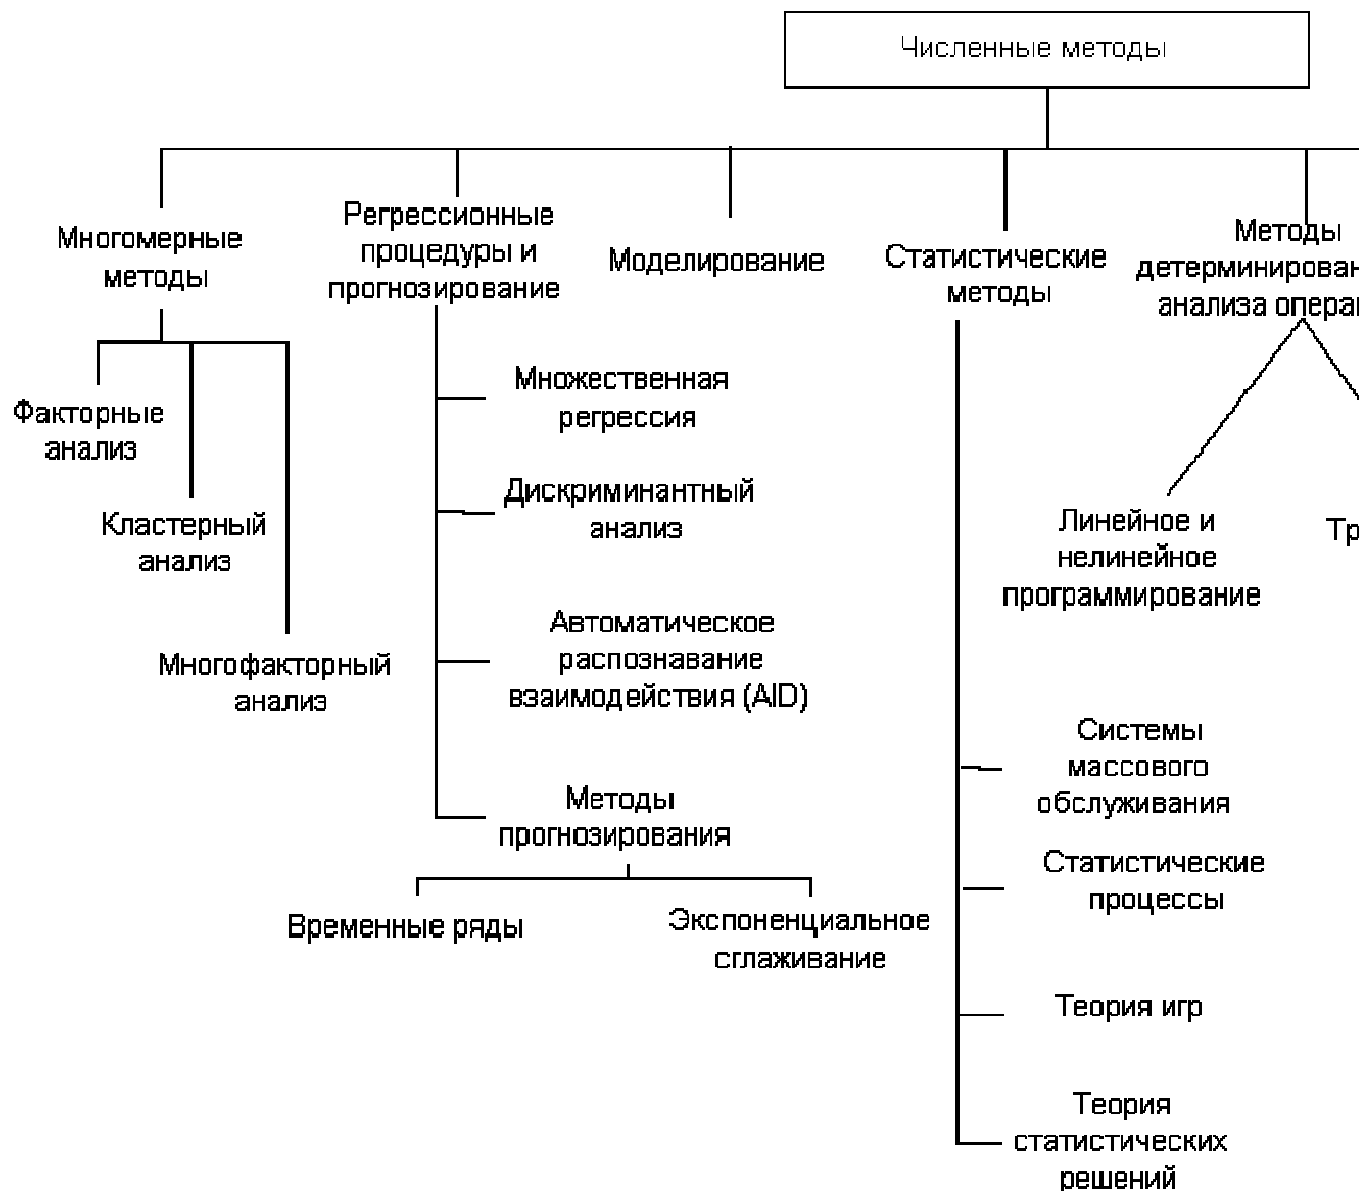 Численные методы
Многомерные
методы
Регрессионные
процедуры и
прогнозирование
Моделирование
Статистические
методы
Методы
анализа
Факторные
анализ
Кластерный
анализ
Многофакторный
анализ
Множественная
регрессия
Дискриминантный
анализ
Автоматическое
распознавание
взаимодействия (AID)
Методы
прогнозирования
Временные ряды
Экспоненциальное
сглаживание
Линейное и
нелинейное
программирование
Системы
массового
обслуживания
Статистические
процессы
Теория игр
Теория
статистических
решений